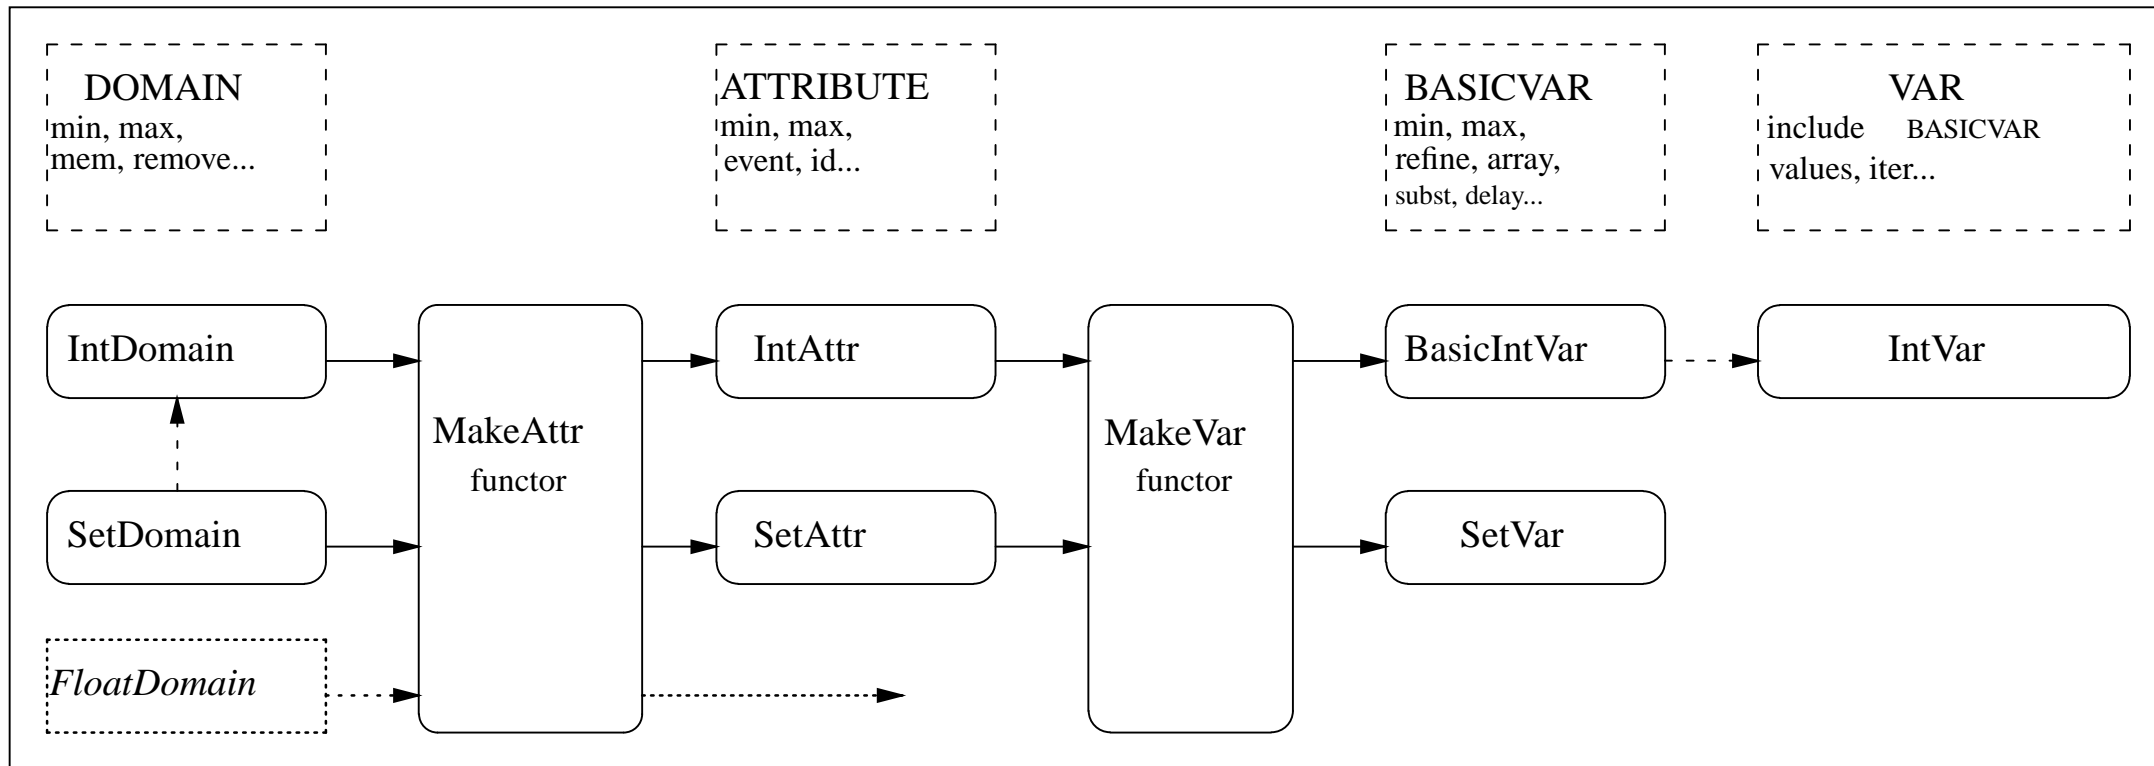 DOMAIN
min, max,
mem, remove...
ATTRIBUTE
min, max,
event, id...
BASICVAR
min, max,
refine, array,
subst, delay...
VAR
include BASICVAR
values, iter...
IntDomain
MakeAttr
functor
IntAttr
MakeVar
functor
BasicIntVar
IntVar
SetDomain
SetAttr
SetVar
FloatDomain